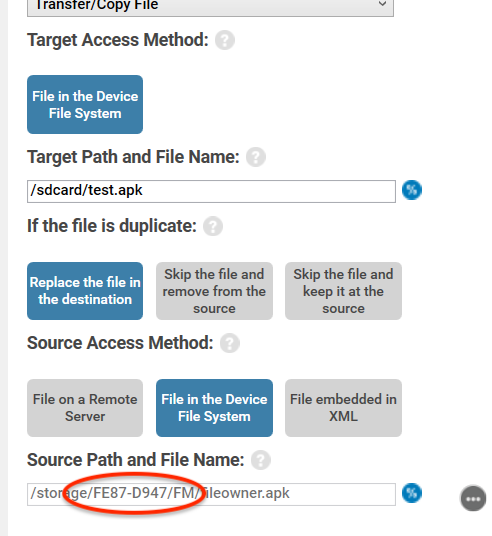 Transfer/Copy File
Target Access Method: ?
File in the Device
File System
Target Path and File Name: ?
/sdcard/test.apk %
If the file is duplicate: ?
Replace the file in
the destination
Skip the file and
remove from the
source
Skip the file and
keep it at the
source
Source Access Method: ?
File on a Remote
Server
File in the Device
File System
File embedded in
XML
Source Path and File Name: ?
/storage/FE87-D947/FM/fileowner.apk %